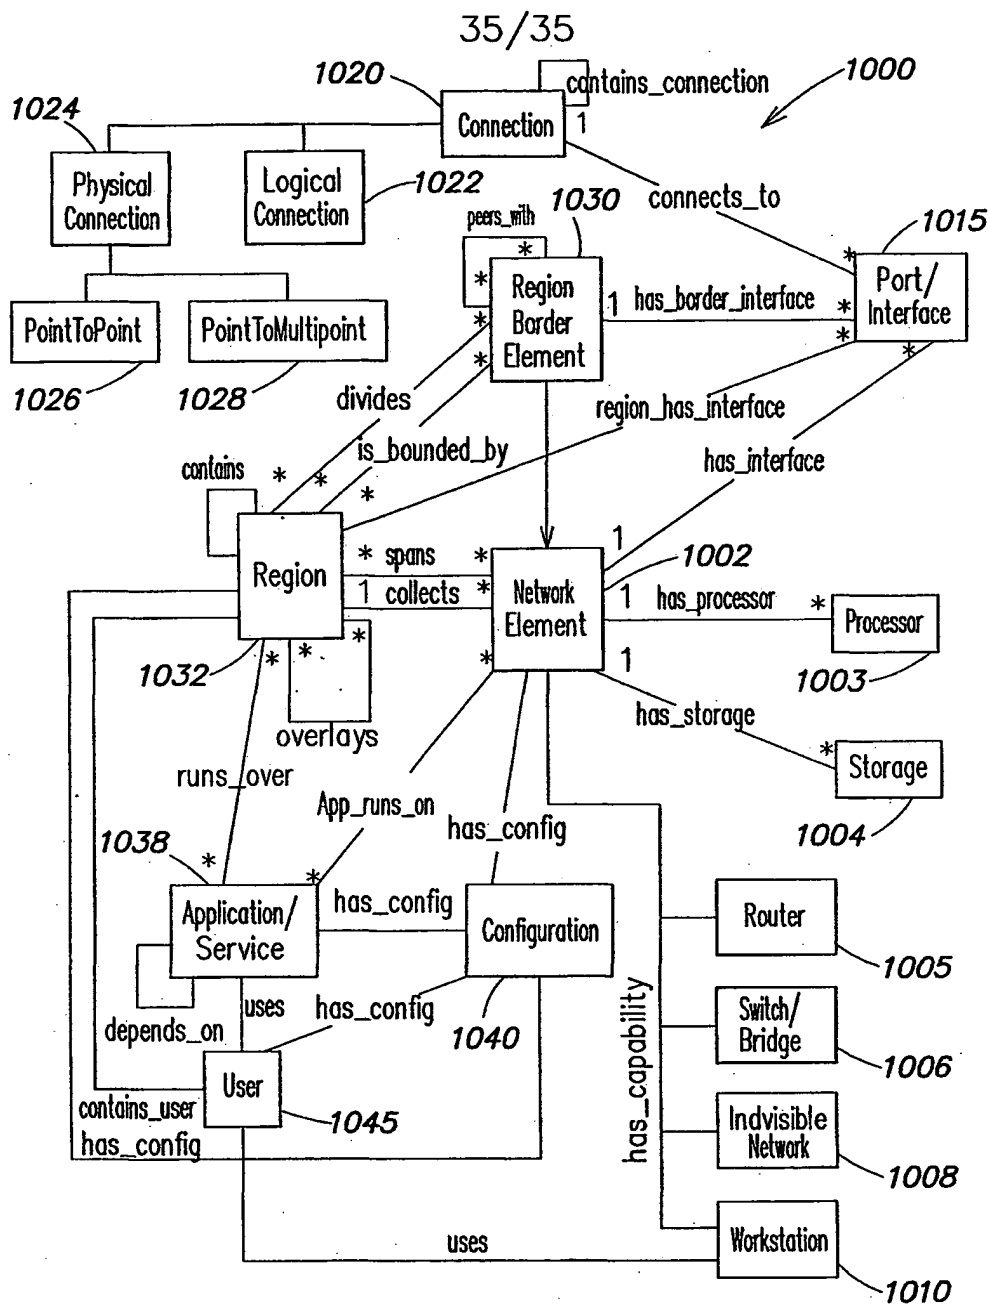 35/35
1020
contains_connection
1000
1024
Connection
1
Physical
Connection
Logical
Connection
1022
1030
connects_to
1015
peers_with
*
*
Region
Border
Element
1
has_border_interface
*
*
*
*
Port/
Interface
PointToPoint
PointToMultipoint
*
*
1026
1028
divides
region_has_interface
is_bounded_by
has_interface
contains
*
*
*
1
1002
Region
*
spans
*
1
collects
*
Network
Element
1
has_processor
*
Processor
1003
1032
*
*
*
*
1
has_storage
overlays
*
Storage
runs_over
App_runs_on
has_config
1004
1038
*
*
Application/
Service
has_config
Configuration
Router
1005
uses
has_config
depends_on
1040
Switch/
Bridge
1006
User
contains_user
1045
has_config
has_capability
Indvisible
Network
1008
uses
Workstation
1010